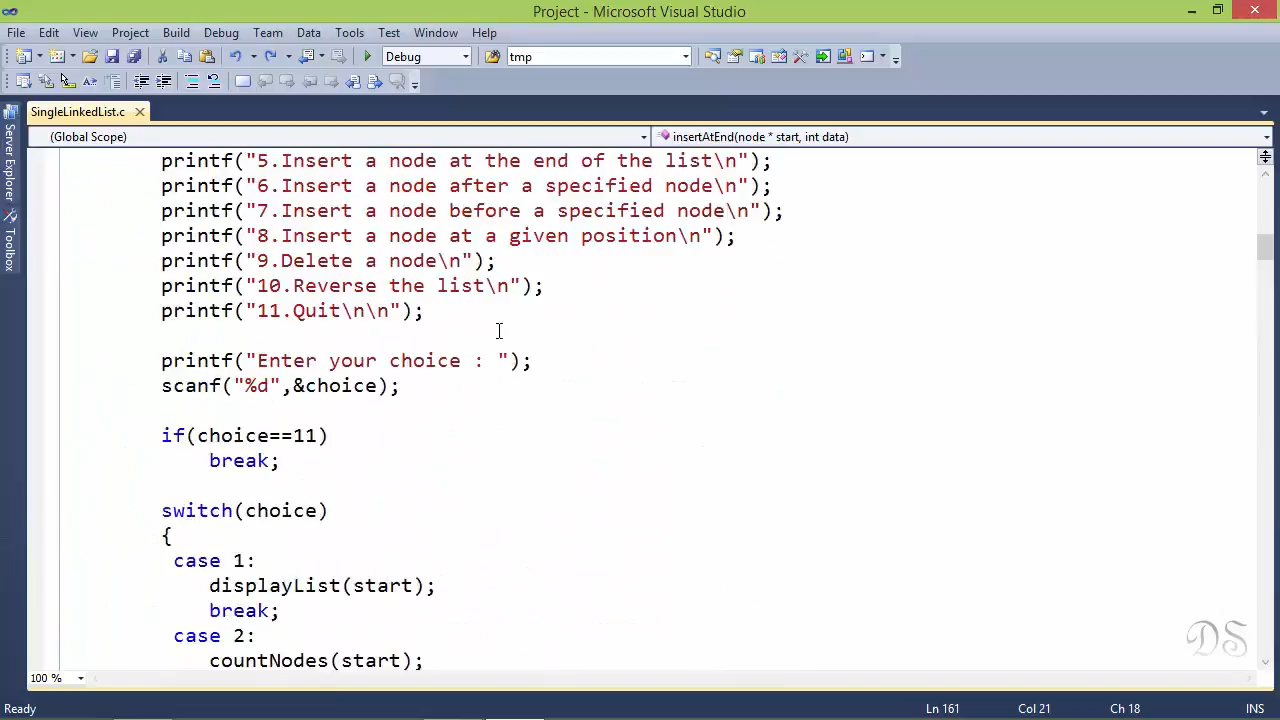 Project - Microsoft Visual Studio
File Edit View Project Build Debug Team Data Tools Test Window Help
Debug tmp
SingleLinkedList.c
(Global Scope) insertAtEnd(node * start, int data)
Server Explorer
Toolbox
printf("5.Insert a node at the end of the list\n");
printf("6.Insert a node after a specified node\n");
printf("7.Insert a node before a specified node\n");
printf("8.Insert a node at a given position\n");
printf("9.Delete a node\n");
printf("10.Reverse the list\n");
printf("11.Quit\n\n");
printf("Enter your choice : ");
scanf("%d",&choice);
if(choice==11)
break;
switch(choice)
{
case 1:
displayList(start);
break;
case 2:
countNodes(start);
DS
100 %
Ready Ln 161 Col 21 Ch 18 INS